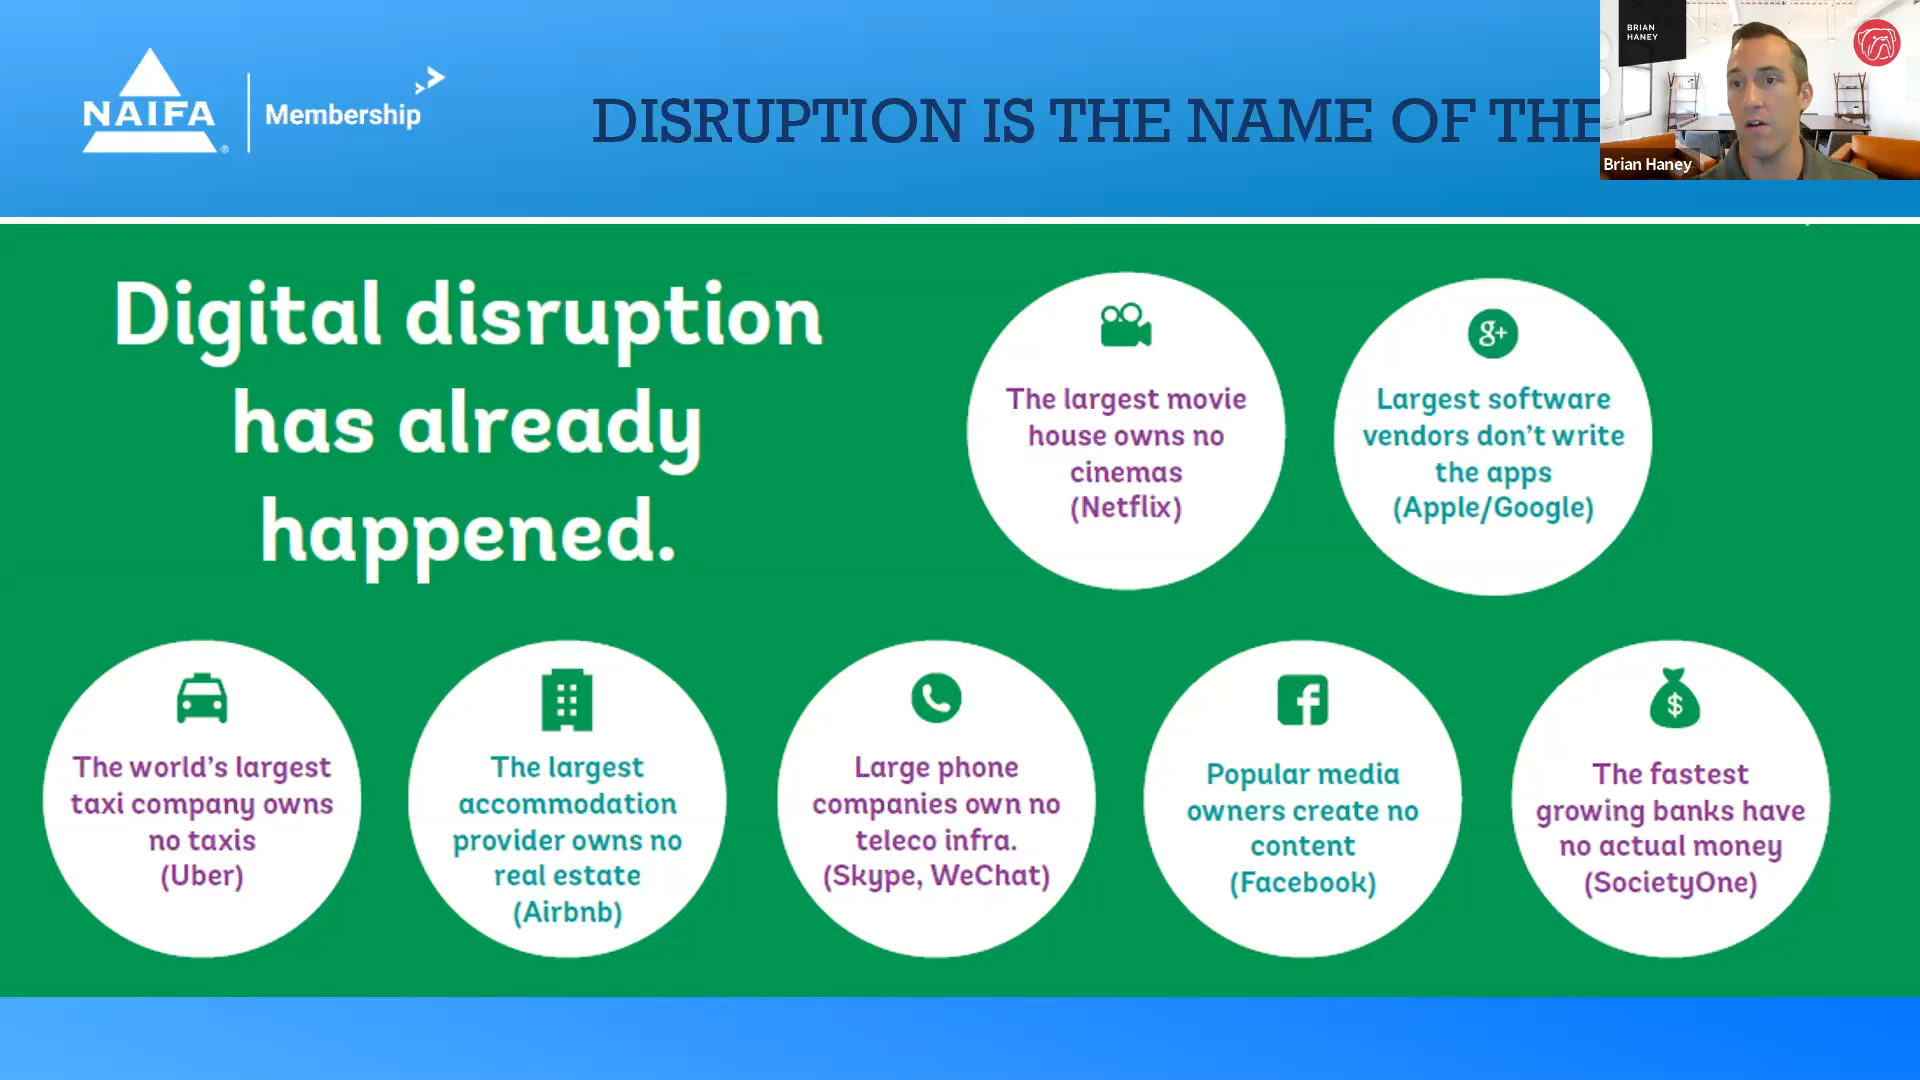 NAIFA
®
Membership
DISRUPTION IS THE NAME OF THE
BRIAN
HANEY
Brian Haney
Digital disruption
has already
happened.
The largest movie
house owns no
cinemas
(Netflix)
g+
Largest software
vendors don't write
the apps
(Apple/Google)
The world's largest
taxi company owns
no taxis
(Uber)
The largest
accommodation
provider owns no
real estate
(Airbnb)
Large phone
companies own no
teleco infra.
(Skype, WeChat)
f
Popular media
owners create no
content
(Facebook)
$
The fastest
growing banks have
no actual money
(SocietyOne)